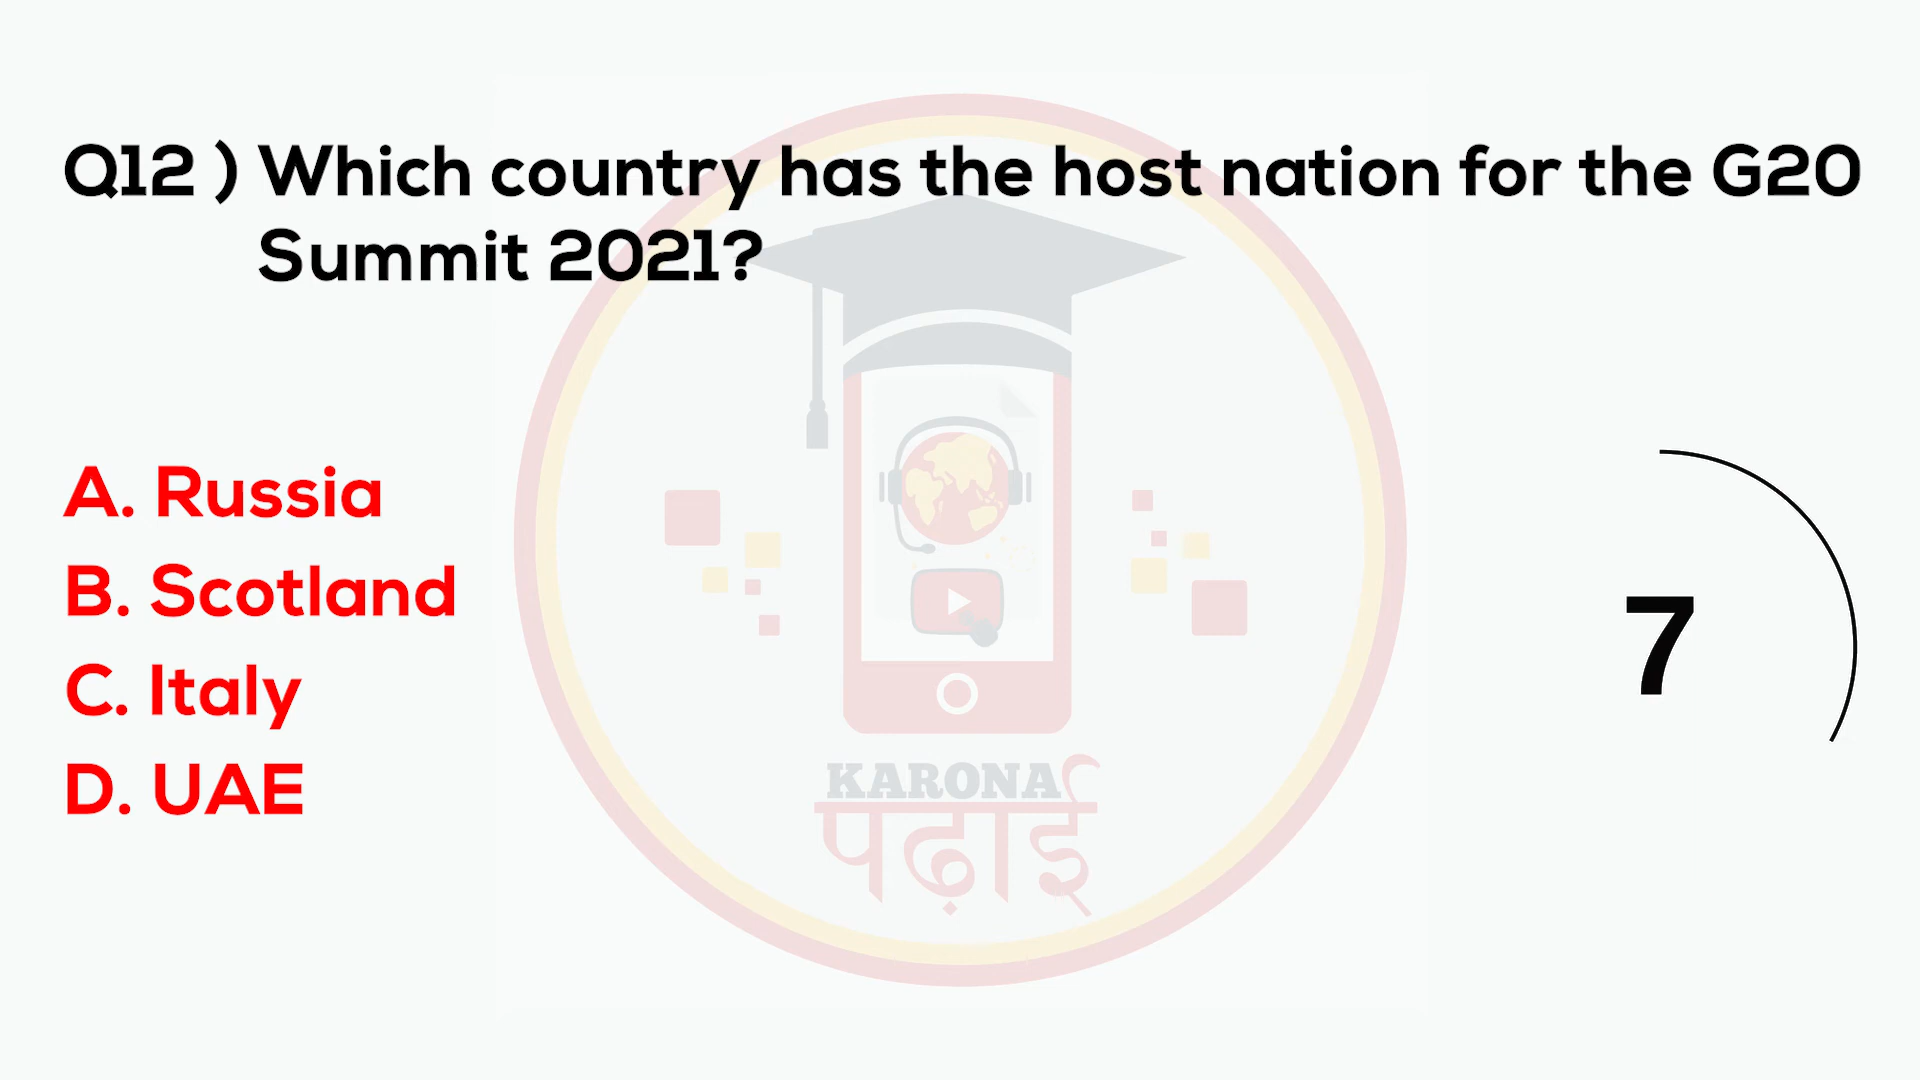 Q12 ) Which country has the host nation for the G20
Summit 2021?
A. Russia
B. Scotland
C. Italy
D. UAE
7
KARONA
पढ़ाई